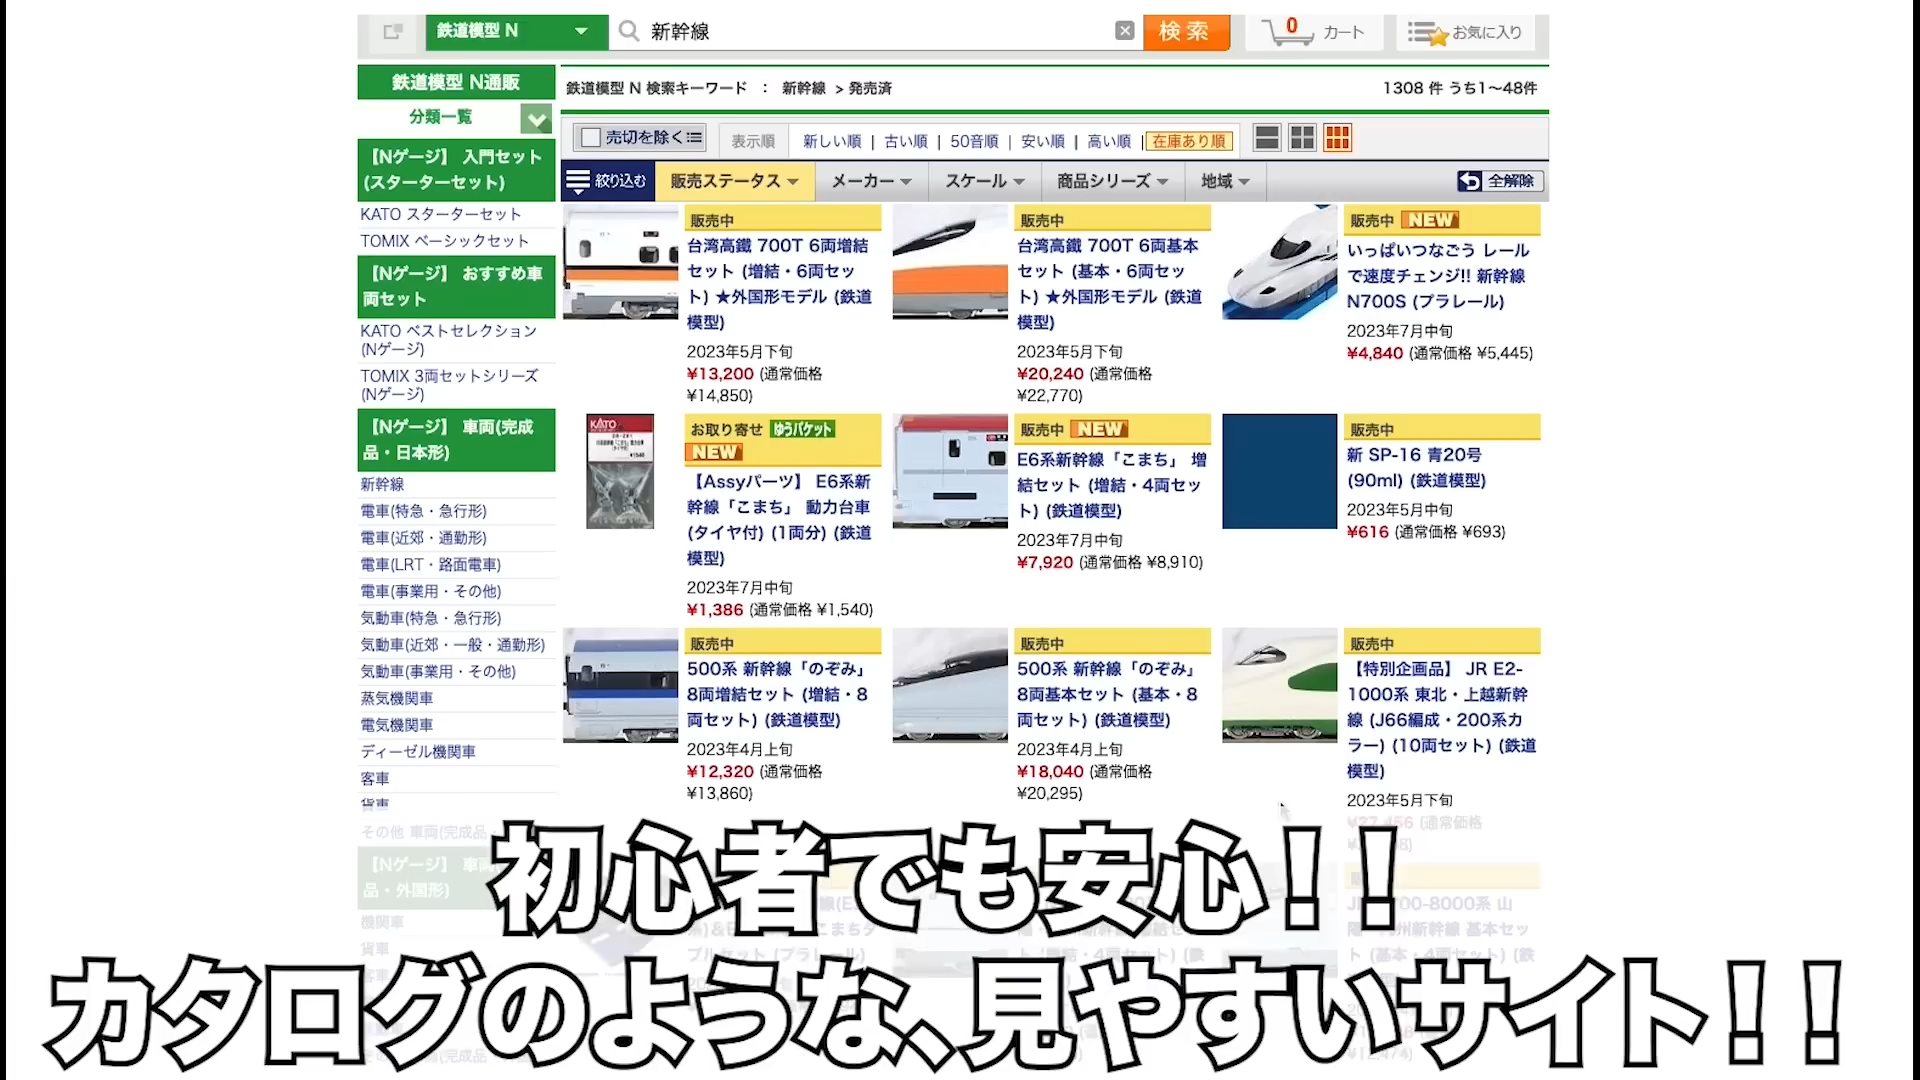 鉄道模型 N
新幹線
検索
0
カート
お気に入り
鉄道模型 N通販
分類一覧
【Nゲージ】 入門セット
(スターターセット)
KATO スターターセット
TOMIX ベーシックセット
【Nゲージ】 おすすめ車
両セット
KATO ベストセレクション
(Nゲージ)
TOMIX 3両セットシリーズ
(Nゲージ)
【Nゲージ】 車両(完成
品・日本形)
新幹線
電車(特急・急行形)
電車(近郊・通勤形)
電車(LRT・路面電車)
電車(事業用・その他)
気動車(特急・急行形)
気動車(近郊・一般・通勤形)
気動車(事業用・その他)
蒸気機関車
電気機関車
ディーゼル機関車
客車
貨車
その他 車両(完成品
【Nゲージ】 車両
品・外国形)
機関車
貨車
鉄道模型 N 検索キーワード ： 新幹線 > 発売済
1308 件 うち1～48件
売切を除く
表示順
新しい順 | 古い順 | 50音順 | 安い順 | 高い順 | 在庫あり順
絞り込む
販売ステータス
メーカー
スケール
商品シリーズ
地域
全解除
販売中
台湾高鐵 700T 6両増結
セット (増結・6両セッ
ト) ★外国形モデル (鉄道
模型)
2023年5月下旬
¥13,200 (通常価格
¥14,850)
販売中
台湾高鐵 700T 6両基本
セット (基本・6両セッ
ト) ★外国形モデル (鉄道
模型)
2023年5月下旬
¥20,240 (通常価格
¥22,770)
販売中 NEW
いっぱいつなごう レール
で速度チェンジ!! 新幹線
N700S (プラレール)
2023年7月中旬
¥4,840 (通常価格 ¥5,445)
KATO
お取り寄せ ゆうパケット
NEW
【Assyパーツ】 E6系新
幹線「こまち」 動力台車
(タイヤ付) (1両分) (鉄道
模型)
2023年7月中旬
¥1,386 (通常価格 ¥1,540)
販売中 NEW
E6系新幹線「こまち」 増
結セット (増結・4両セッ
ト) (鉄道模型)
2023年7月中旬
¥7,920 (通常価格 ¥8,910)
販売中
新 SP-16 青20号
(90ml) (鉄道模型)
2023年5月中旬
¥616 (通常価格 ¥693)
販売中
500系 新幹線「のぞみ」
8両増結セット (増結・8
両セット) (鉄道模型)
2023年4月上旬
¥12,320 (通常価格
¥13,860)
販売中
500系 新幹線「のぞみ」
8両基本セット (基本・8
両セット) (鉄道模型)
2023年4月上旬
¥18,040 (通常価格
¥20,295)
販売中
【特別企画品】 JR E2-
1000系 東北・上越新幹
線 (J66編成・200系カ
ラー) (10両セット) (鉄道
模型)
2023年5月下旬
¥27,456 (通常価格
初心者でも安心！！
カタログのような、見やすいサイト！！